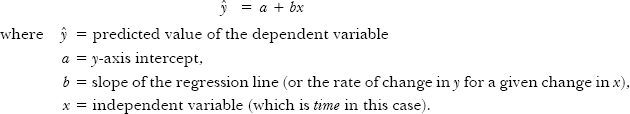 ŷ = a + bx
where ŷ = predicted value of the dependent variable
a = y-axis intercept,
b = slope of the regression line (or the rate of change in y for a given change in x),
x = independent variable (which is time in this case).